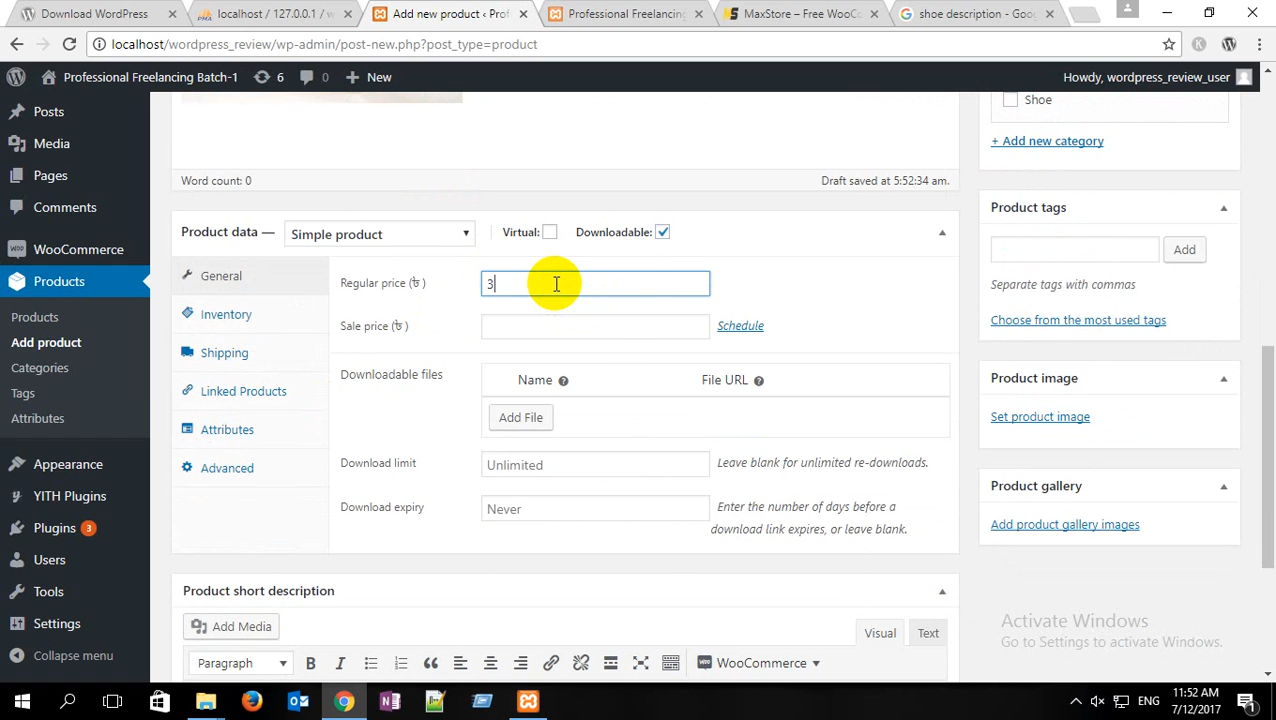 Download WordPress
localhost / 127.0.0.1 / w
Add new product ‹ Prof
Professional Freelancing
MaxStore – Free WooCo
shoe description - Goog
localhost/wordpress_review/wp-admin/post-new.php?post_type=product
Professional Freelancing Batch-1
6
0
New
Howdy, wordpress_review_user
Posts
Media
Pages
Comments
WooCommerce
Products
Products
Add product
Categories
Tags
Attributes
Appearance
YITH Plugins
Plugins 3
Users
Tools
Settings
Collapse menu
Word count: 0
Draft saved at 5:52:34 am.
Product data —
Simple product
Virtual:
Downloadable:
General
Inventory
Shipping
Linked Products
Attributes
Advanced
Regular price (৳ )
3
Sale price (৳ )
Schedule
Downloadable files
Name
File URL
Add File
Download limit
Unlimited
Leave blank for unlimited re-downloads.
Download expiry
Never
Enter the number of days before a
download link expires, or leave blank.
Product short description
Add Media
Visual
Text
Paragraph
WooCommerce
Shoe
+ Add new category
Product tags
Add
Separate tags with commas
Choose from the most used tags
Product image
Set product image
Product gallery
Add product gallery images
Activate Windows
Go to Settings to activate Windows.
ENG
11:52 AM
7/12/2017
1